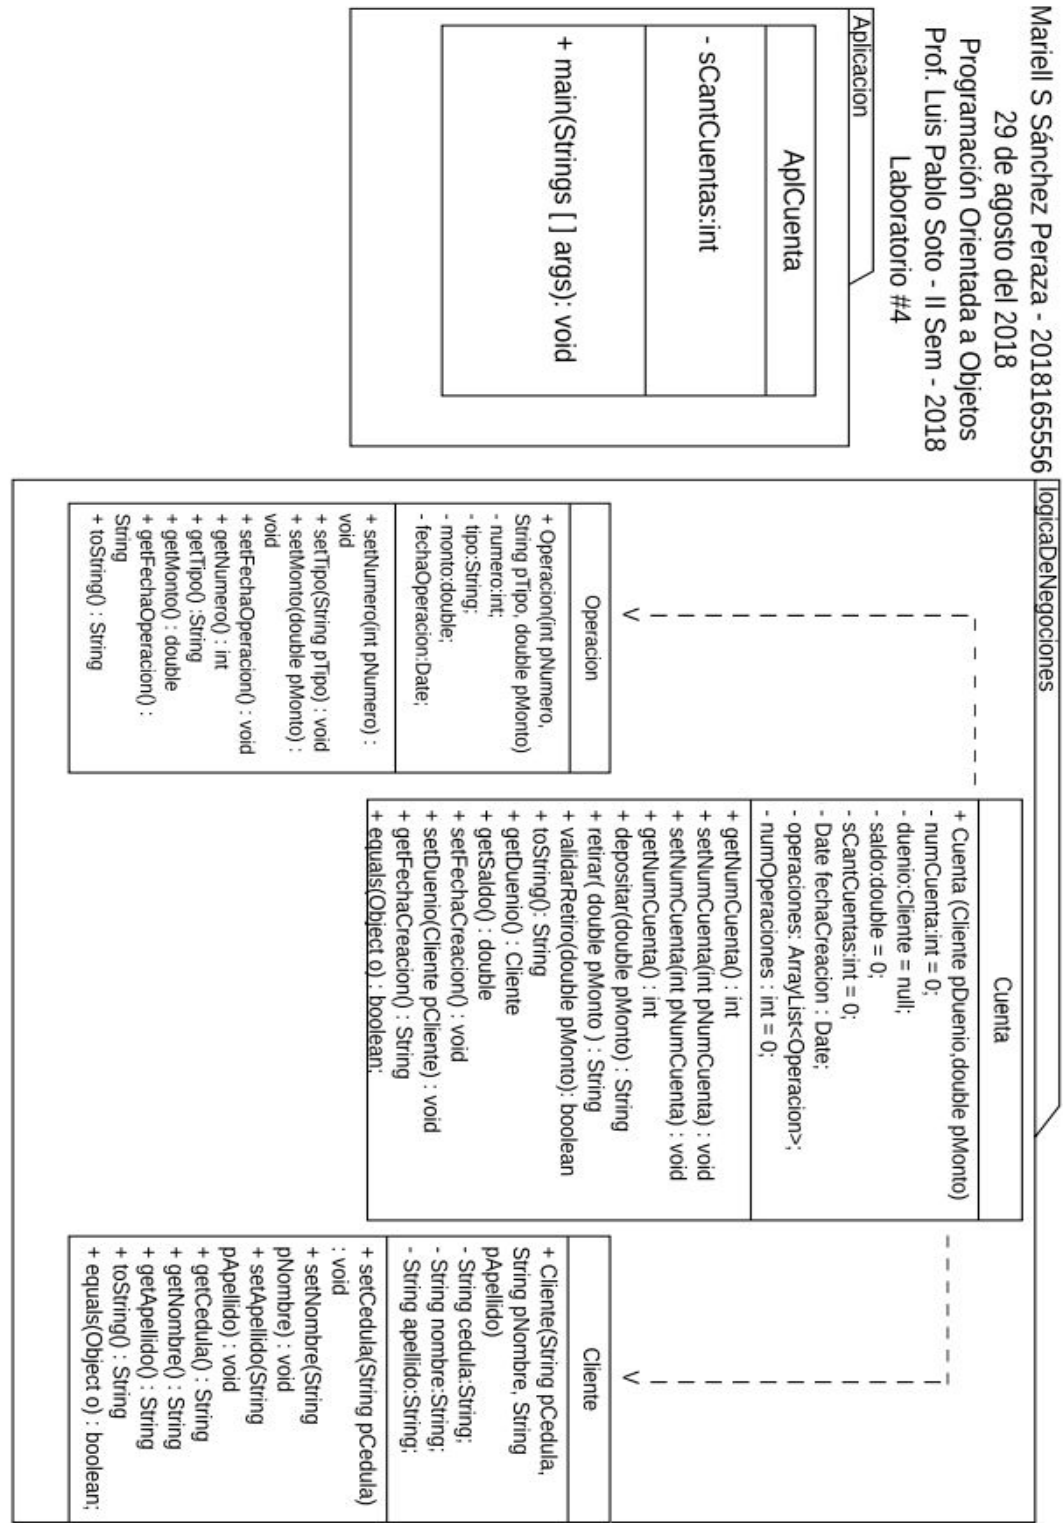 Mariell S Sánchez Peraza - 2018165556
29 de agosto del 2018
Programación Orientada a Objetos
Prof. Luis Pablo Soto - II Sem - 2018
Laboratorio #4
Aplicacion
AplCuenta
- sCantCuentas:int
+ main(Strings [ ] args): void
logicaDeNegociones
Operacion
+ Operacion(int pNumero,
String pTipo, double pMonto)
- numero:int;
- tipo:String;
- monto:double;
- fechaOperacion:Date;
+ setNumero(int pNumero) :
void
+ setTipo(String pTipo) : void
+ setMonto(double pMonto) :
void
+ setFechaOperacion() : void
+ getNumero() : int
+ getTipo() :String
+ getMonto() : double
+ getFechaOperacion() :
String
+ toString() : String
Cuenta
+ Cuenta (Cliente pDuenio,double pMonto)
- numCuenta:int = 0;
- duenio:Cliente = null;
- saldo:double = 0;
- sCantCuentas:int = 0;
- Date fechaCreacion : Date;
- operaciones: ArrayList<Operacion>;
- numOperaciones : int = 0;
+ getNumCuenta() : int
+ setNumCuenta(int pNumCuenta) : void
+ setNumCuenta(int pNumCuenta) : void
+ getNumCuenta() : int
+ depositar(double pMonto) : String
+ retirar( double pMonto ) : String
+ validarRetiro(double pMonto): boolean
+ toString(): String
+ getDuenio() : Cliente
+ getSaldo() : double
+ setFechaCreacion() : void
+ setDuenio(Cliente pCliente) : void
+ getFechaCreacion() : String
+ equals(Object o) : boolean;
Cliente
+ Cliente(String pCedula,
String pNombre, String
pApellido)
- String cedula:String;
- String nombre:String;
- String apellido:String;
+ setCedula(String pCedula)
: void
+ setNombre(String
pNombre) : void
+ setApellido(String
pApellido) : void
+ getCedula() : String
+ getNombre() : String
+ getApellido() : String
+ toString() : String
+ equals(Object o) : boolean;